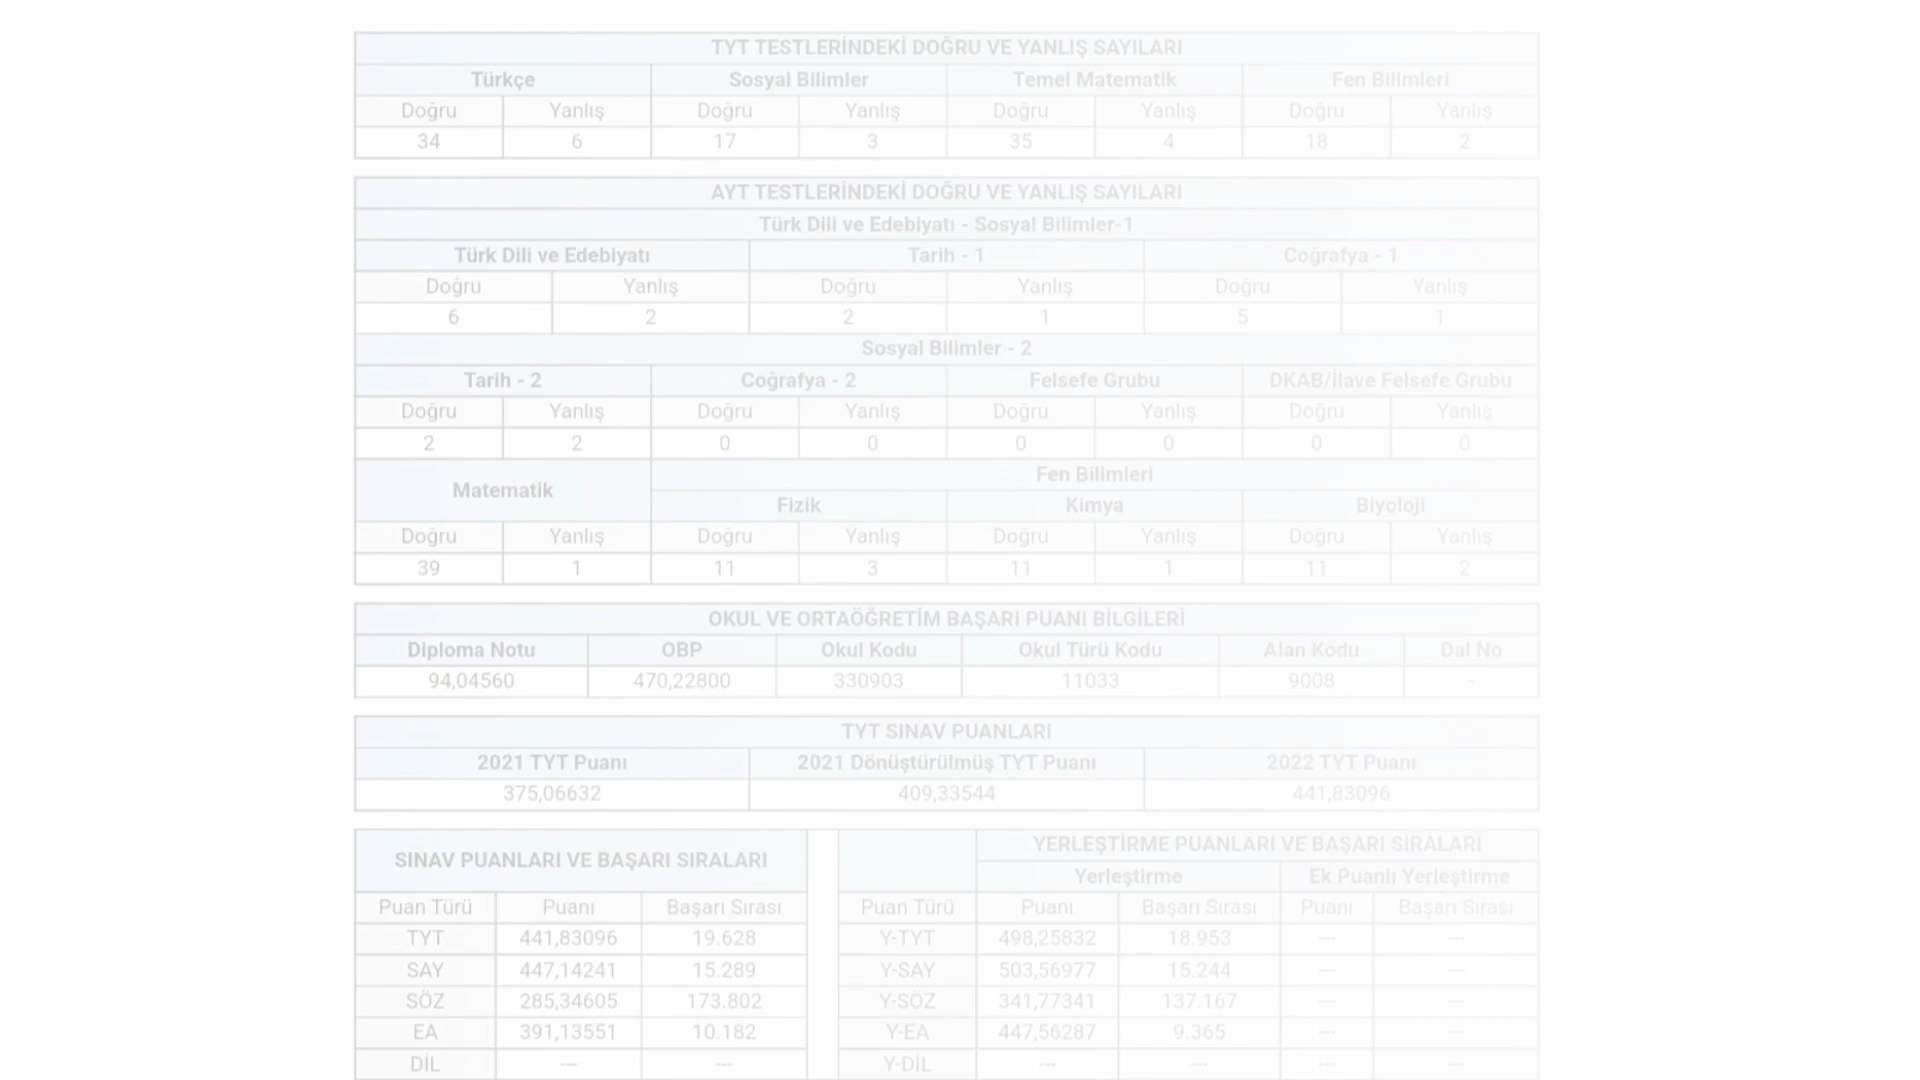 TYT TESTLERİNDEKİ DOĞRU VE YANLIŞ SAYILARI
Türkçe Sosyal Bilimler Temel Matematik Fen Bilimleri
Doğru Yanlış Doğru Yanlış Doğru Yanlış Doğru Yanlış
34 6 17 3 35 4 18 2
AYT TESTLERİNDEKİ DOĞRU VE YANLIŞ SAYILARI
Türk Dili ve Edebiyatı - Sosyal Bilimler-1
Türk Dili ve Edebiyatı Tarih - 1 Coğrafya - 1
Doğru Yanlış Doğru Yanlış Doğru Yanlış
6 2 2 1 5 1
Sosyal Bilimler - 2
Tarih - 2 Coğrafya - 2 Felsefe Grubu DKAB/İlave Felsefe Grubu
Doğru Yanlış Doğru Yanlış Doğru Yanlış Doğru Yanlış
2 2 0 0 0 0 0 0
Matematik Fen Bilimleri
Fizik Kimya Biyoloji
Doğru Yanlış Doğru Yanlış Doğru Yanlış Doğru Yanlış
39 1 11 3 11 1 11 2
OKUL VE ORTAÖĞRETİM BAŞARI PUANI BİLGİLERİ
Diploma Notu OBP Okul Kodu Okul Türü Kodu Alan Kodu Dal No
94,04560 470,22800 330903 11033 9008 -
TYT SINAV PUANLARI
2021 TYT Puanı 2021 Dönüştürülmüş TYT Puanı 2022 TYT Puanı
375,06632 409,33544 441,83096
SINAV PUANLARI VE BAŞARI SIRALARI YERLEŞTİRME PUANLARI VE BAŞARI SIRALARI
Yerleştirme Ek Puanlı Yerleştirme
Puan Türü Puanı Başarı Sırası Puan Türü Puanı Başarı Sırası Puanı Başarı Sırası
TYT 441,83096 19.628 Y-TYT 498,25832 18.953 --- ---
SAY 447,14241 15.289 Y-SAY 503,56977 15.244 --- ---
SÖZ 285,34605 173.802 Y-SÖZ 341,77341 137.167 --- ---
EA 391,13551 10.182 Y-EA 447,56287 9.365 --- ---
DİL --- --- Y-DİL --- --- --- ---